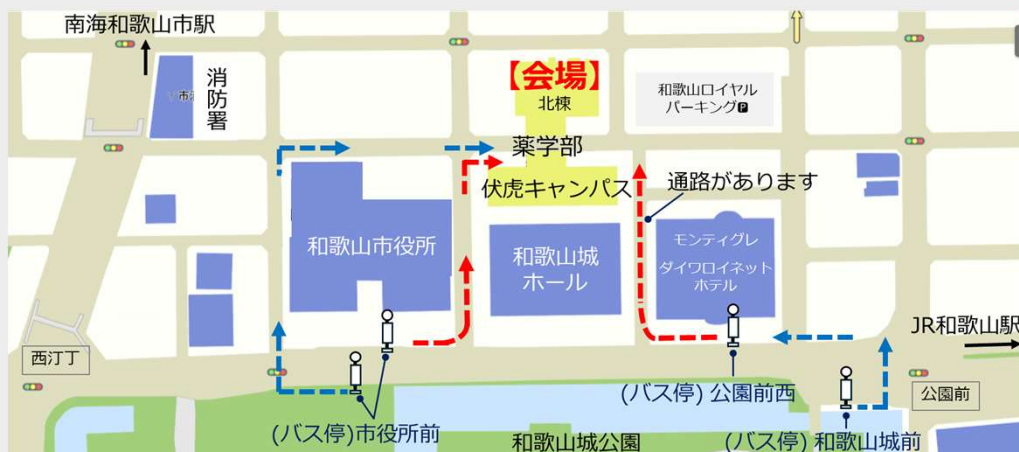 南海和歌山市駅
消防署
【会場】
北棟
和歌山ロイヤル
パーキングP
薬学部
伏虎キャンパス
通路があります
和歌山市役所
和歌山城
ホール
モンティグレ
ダイワロイネット
ホテル
JR和歌山駅
西汀丁
公園前
(バス停) 公園前西
(バス停)市役所前
和歌山城公園
(バス停) 和歌山城前